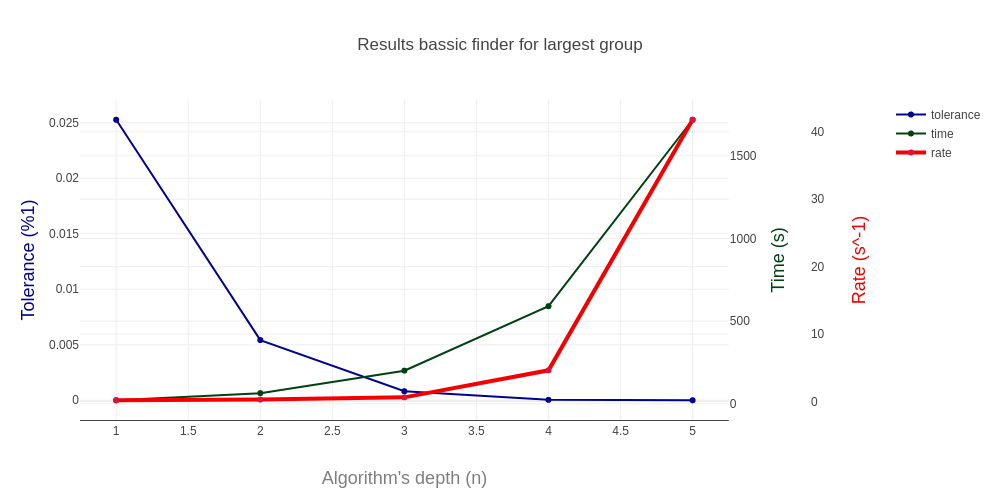 Results bassic finder for largest group
tolerance
time
rate
Tolerance (%1)
0.025
0.02
0.015
0.01
0.005
0
1500
1000
500
0
Time (s)
40
30
20
10
0
Rate (s^-1)
1 1.5 2 2.5 3 3.5 4 4.5 5
Algorithm's depth (n)